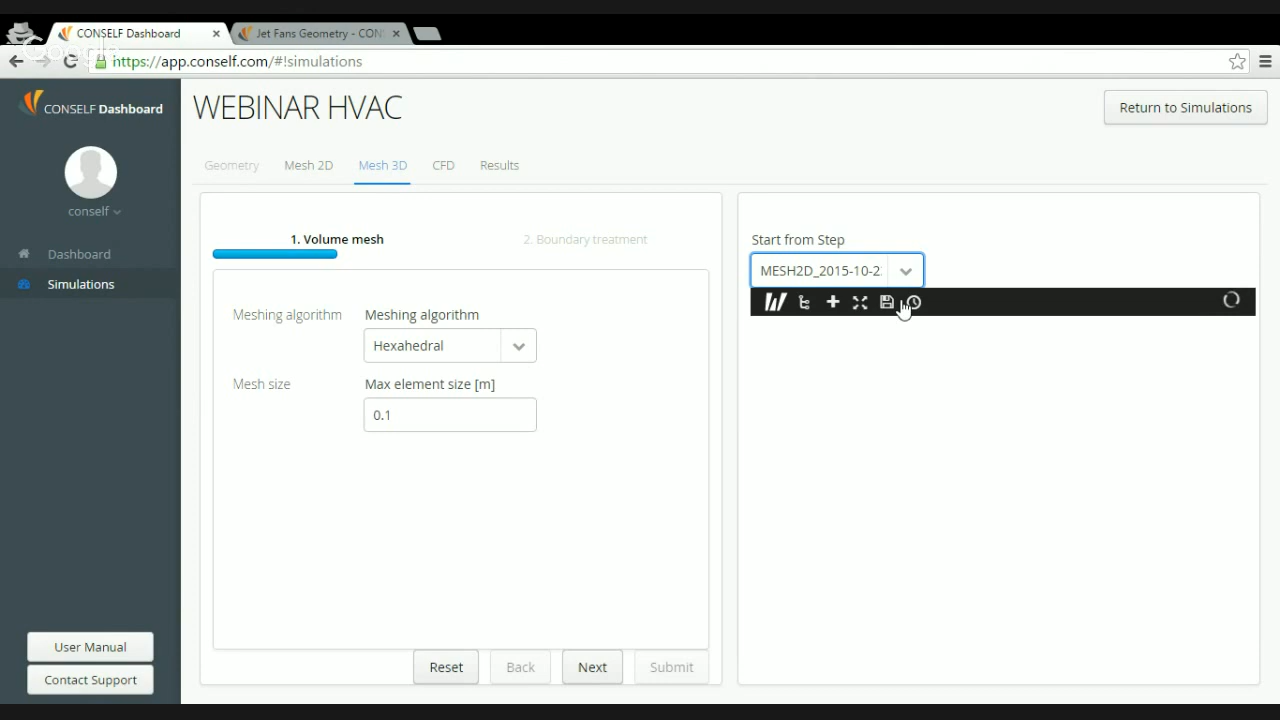 CONSELF Dashboard
Jet Fans Geometry - CON
Google
https://app.conself.com/#!simulations
CONSELF Dashboard
conself
Dashboard
Simulations
User Manual
Contact Support
WEBINAR HVAC
Return to Simulations
Geometry Mesh 2D Mesh 3D CFD Results
1. Volume mesh 2. Boundary treatment
Meshing algorithm Meshing algorithm
Hexahedral
Mesh size Max element size [m]
0.1
Reset Back Next Submit
Start from Step
MESH2D_2015-10-2